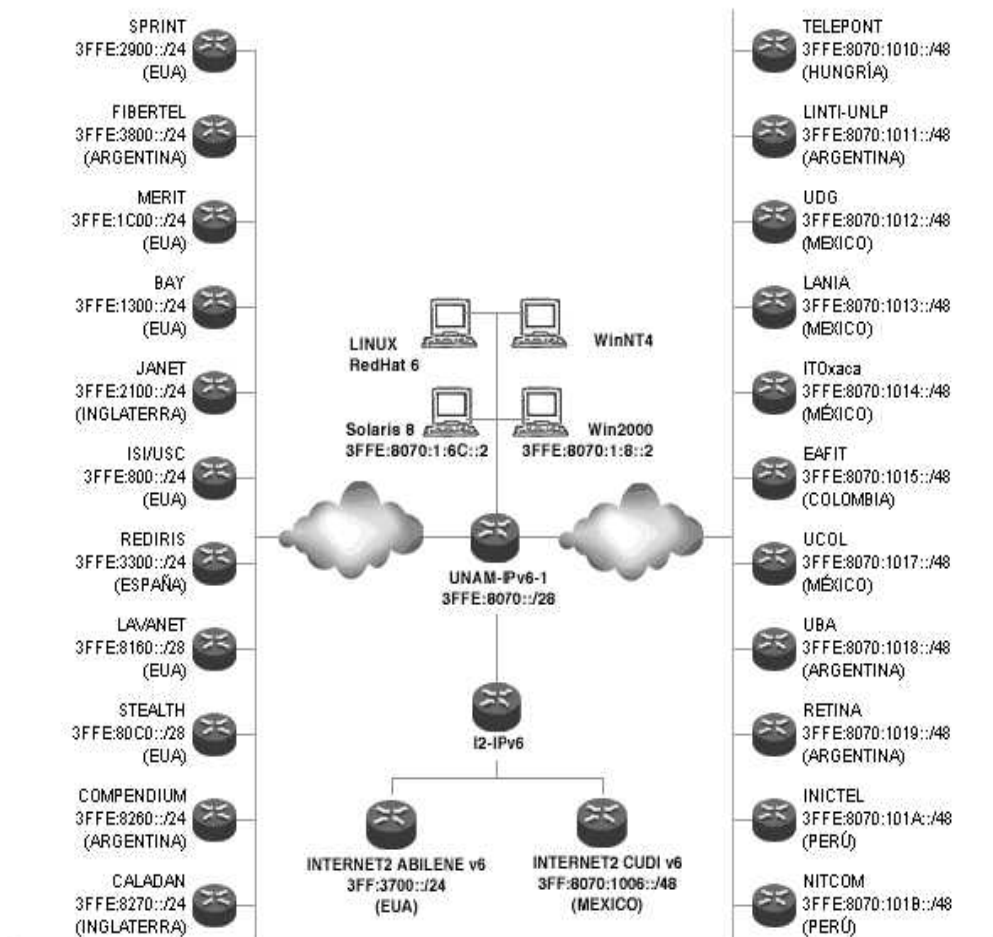 SPRINT
3FFE:2900::/24
(EUA)
FIBERTEL
3FFE:3800::/24
(ARGENTINA)
MERIT
3FFE:1C00::/24
(EUA)
BAY
3FFE:1300::/24
(EUA)
JANET
3FFE:2100::/24
(INGLATERRA)
ISI/USC
3FFE:800::/24
(EUA)
REDIRIS
3FFE:3300::/24
(ESPAÑA)
LAVANET
3FFE:8160::/28
(EUA)
STEALTH
3FFE:80C0::/28
(EUA)
COMPENDIUM
3FFE:8260::/24
(ARGENTINA)
CALADAN
3FFE:8270::/24
(INGLATERRA)
LINUX
RedHat 6
WinNT4
Solaris 8
3FFE:8070:1:6C::2
Win2000
3FFE:8070:1:8::2
UNAM-IPv6-1
3FFE:8070::/28
I2-IPv6
INTERNET2 ABILENE v6
3FF:3700::/24
(EUA)
INTERNET2 CUDI v6
3FF:8070:1006::/48
(MEXICO)
TELEPONT
3FFE:8070:1010::/48
(HUNGRÍA)
LINTI-UNLP
3FFE:8070:1011::/48
(ARGENTINA)
UDG
3FFE:8070:1012::/48
(MEXICO)
LANIA
3FFE:8070:1013::/48
(MEXICO)
ITOxaca
3FFE:8070:1014::/48
(MÉXICO)
EAFIT
3FFE:8070:1015::/48
(COLOMBIA)
UCOL
3FFE:8070:1017::/48
(MÉXICO)
UBA
3FFE:8070:1018::/48
(ARGENTINA)
RETINA
3FFE:8070:1019::/48
(ARGENTINA)
INICTEL
3FFE:8070:101A::/48
(PERÚ)
NITCOM
3FFE:8070:101B::/48
(PERÚ)